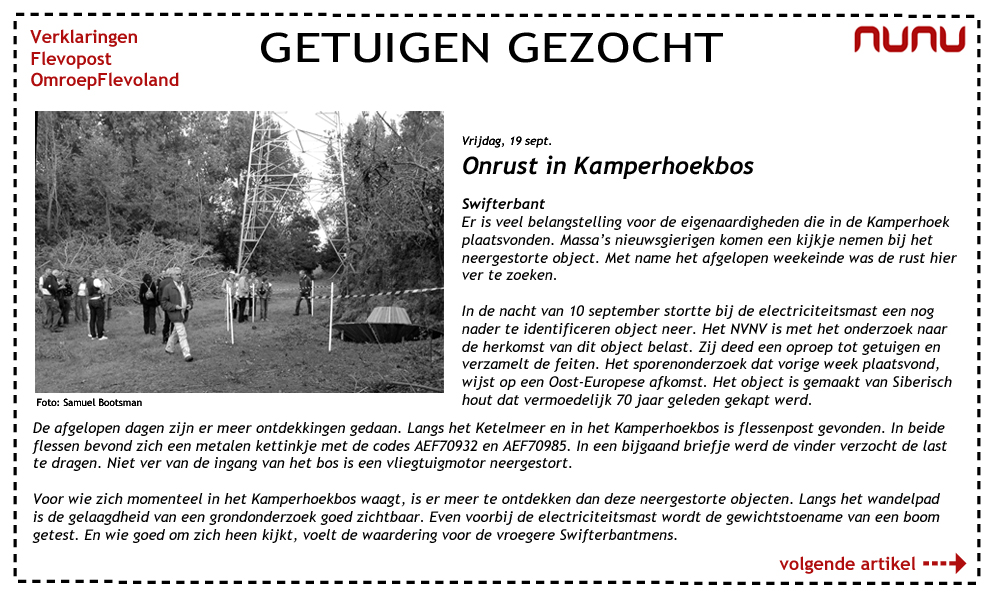 Verklaringen
Flevopost
OmroepFlevoland
GETUIGEN GEZOCHT
nunu
Vrijdag, 19 sept.
Onrust in Kamperhoekbos
Swifterbant
Er is veel belangstelling voor de eigenaardigheden die in de Kamperhoek
plaatsvonden. Massa's nieuwsgierigen komen een kijkje nemen bij het
neergestorte object. Met name het afgelopen weekeinde was de rust hier
ver te zoeken.
In de nacht van 10 september stortte bij de electriciteitsmast een nog
nader te identificeren object neer. Het NVNV is met het onderzoek naar
de herkomst van dit object belast. Zij deed een oproep tot getuigen en
verzamelt de feiten. Het sporenonderzoek dat vorige week plaatsvond,
wijst op een Oost-Europese afkomst. Het object is gemaakt van Siberisch
hout dat vermoedelijk 70 jaar geleden gekapt werd.
Foto: Samuel Bootsman
De afgelopen dagen zijn er meer ontdekkingen gedaan. Langs het Ketelmeer en in het Kamperhoekbos is flessenpost gevonden. In beide
flessen bevond zich een metalen kettinkje met de codes AEF70932 en AEF70985. In een bijgaand briefje werd de vinder verzocht de last
te dragen. Niet ver van de ingang van het bos is een vliegtuigmotor neergestort.
Voor wie zich momenteel in het Kamperhoekbos waagt, is er meer te ontdekken dan deze neergestorte objecten. Langs het wandelpad
is de gelaagdheid van een grondonderzoek goed zichtbaar. Even voorbij de electriciteitsmast wordt de gewichtstoename van een boom
getest. En wie goed om zich heen kijkt, voelt de waardering voor de vroegere Swifterbantmens.
volgende artikel